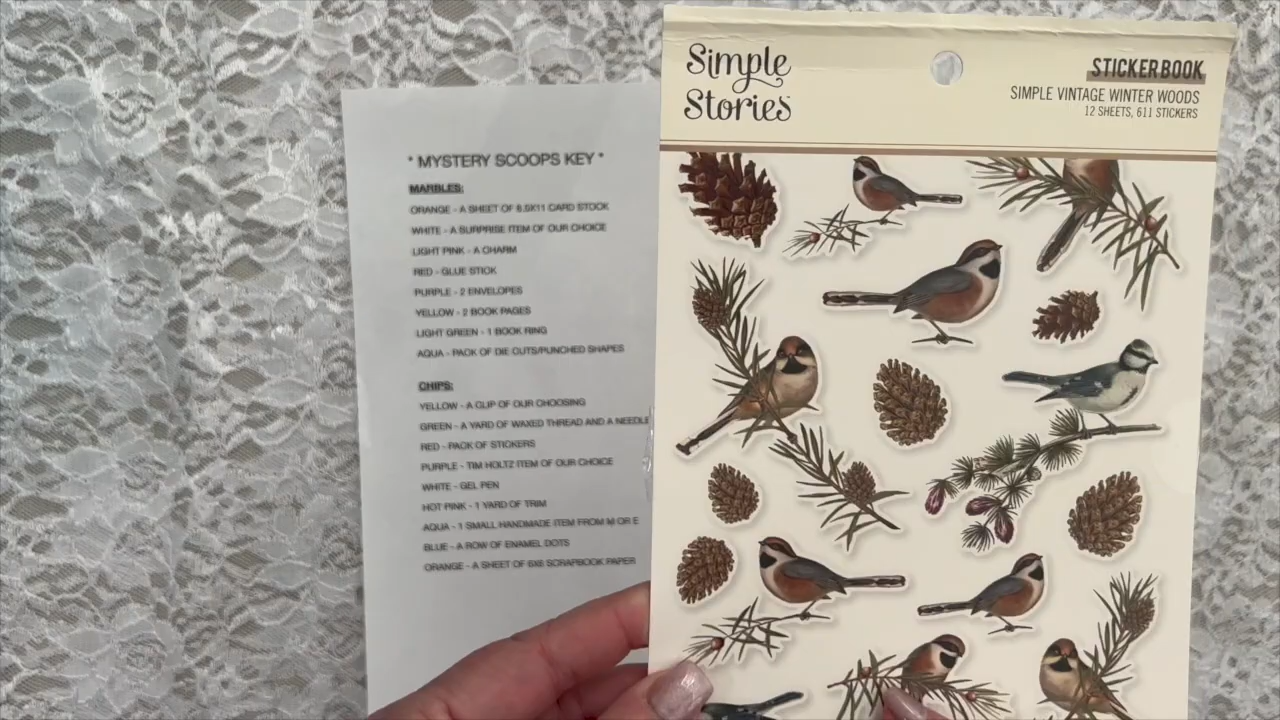 * MYSTERY SCOOPS KEY *
MARBLES:
ORANGE - A SHEET OF 8.5X11 CARD STOCK
WHITE - A SURPRISE ITEM OF OUR CHOICE
LIGHT PINK - A CHARM
RED - GLUE STICK
PURPLE - 2 ENVELOPES
YELLOW - 2 BOOK PAGES
LIGHT GREEN - 1 BOOK RING
AQUA - PACK OF DIE CUTS/PUNCHED SHAPES
CHIPS:
YELLOW - A CLIP OF OUR CHOOSING
GREEN - A YARD OF WAXED THREAD AND A NEEDLE
RED - PACK OF STICKERS
PURPLE - TIM HOLTZ ITEM OF OUR CHOICE
WHITE - GEL PEN
HOT PINK - 1 YARD OF TRIM
AQUA - 1 SMALL HANDMADE ITEM FROM M OR E
BLUE - A ROW OF ENAMEL DOTS
ORANGE - A SHEET OF 6X6 SCRAPBOOK PAPER
Simple
Stories
STICKER BOOK
SIMPLE VINTAGE WINTER WOODS
12 SHEETS, 611 STICKERS